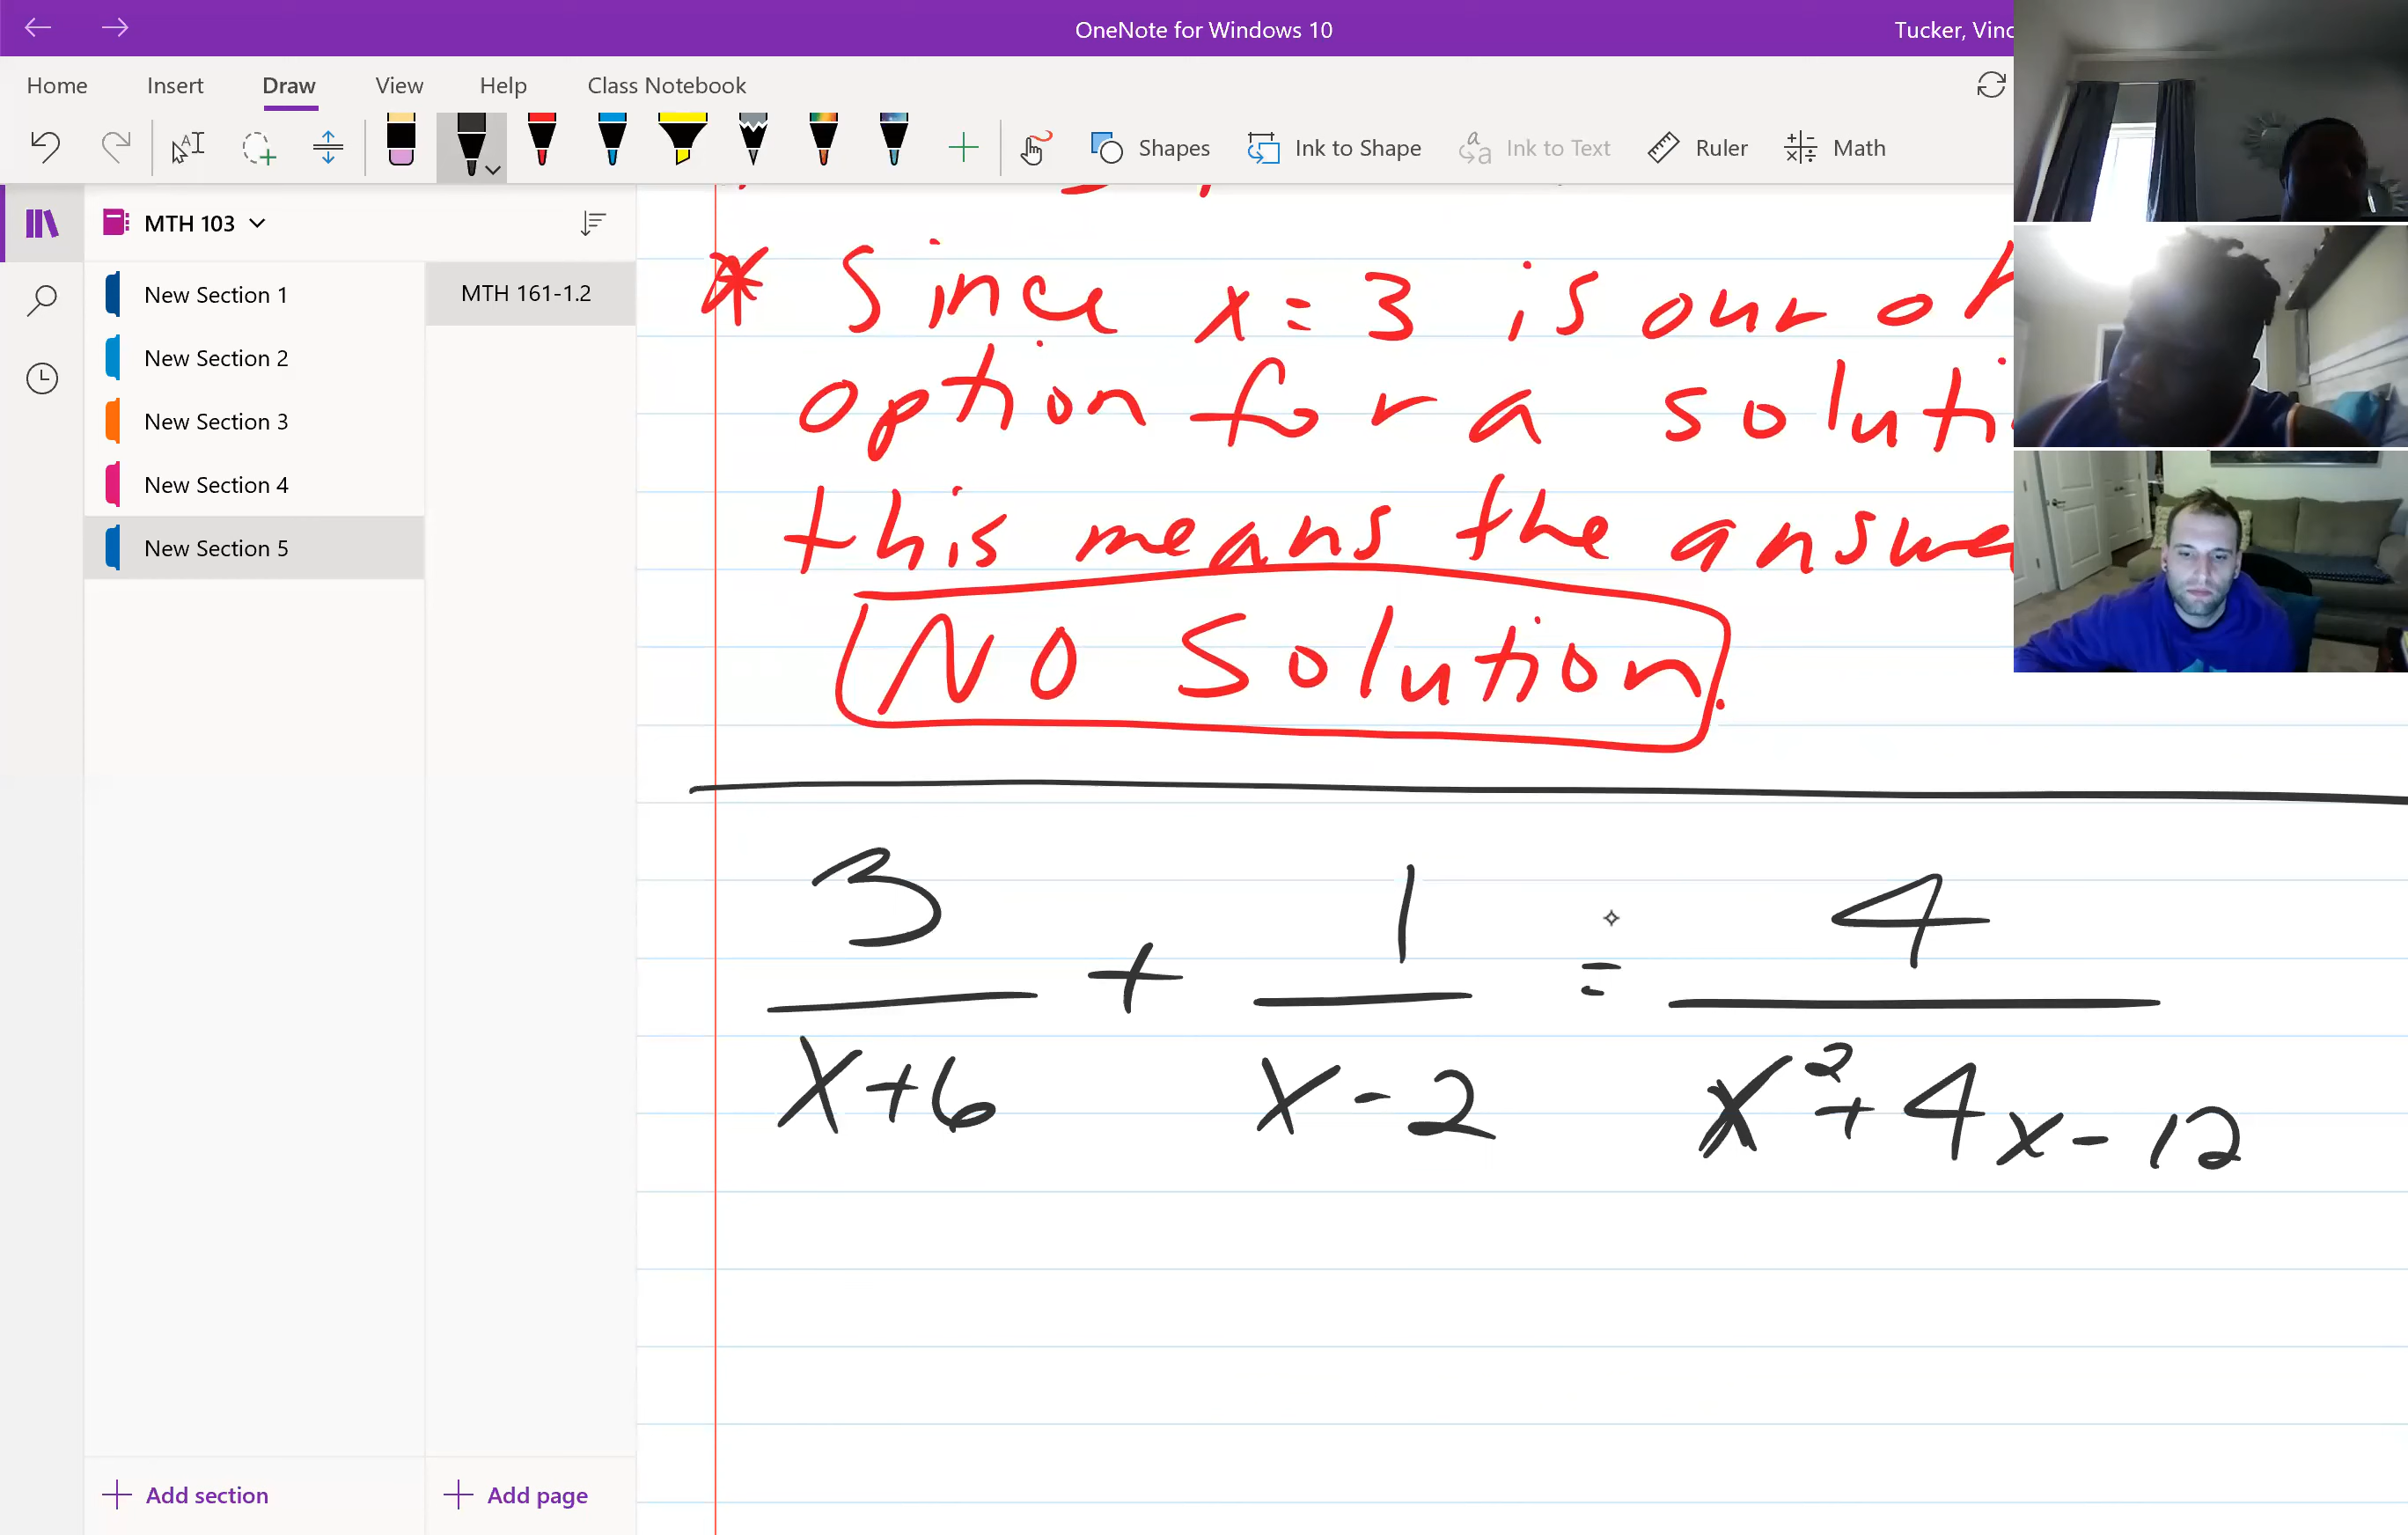 OneNote for Windows 10
Tucker, Vinc
Home Insert Draw View Help Class Notebook
Shapes Ink to Shape Ink to Text Ruler Math
MTH 103
New Section 1
New Section 2
New Section 3
New Section 4
New Section 5
MTH 161-1.2
Add section
Add page
* Since x = 3 is our
option for a soluti
this means the answe
NO Solution.
3 + 1 = 4
x+6 x-2 x²+4x-12